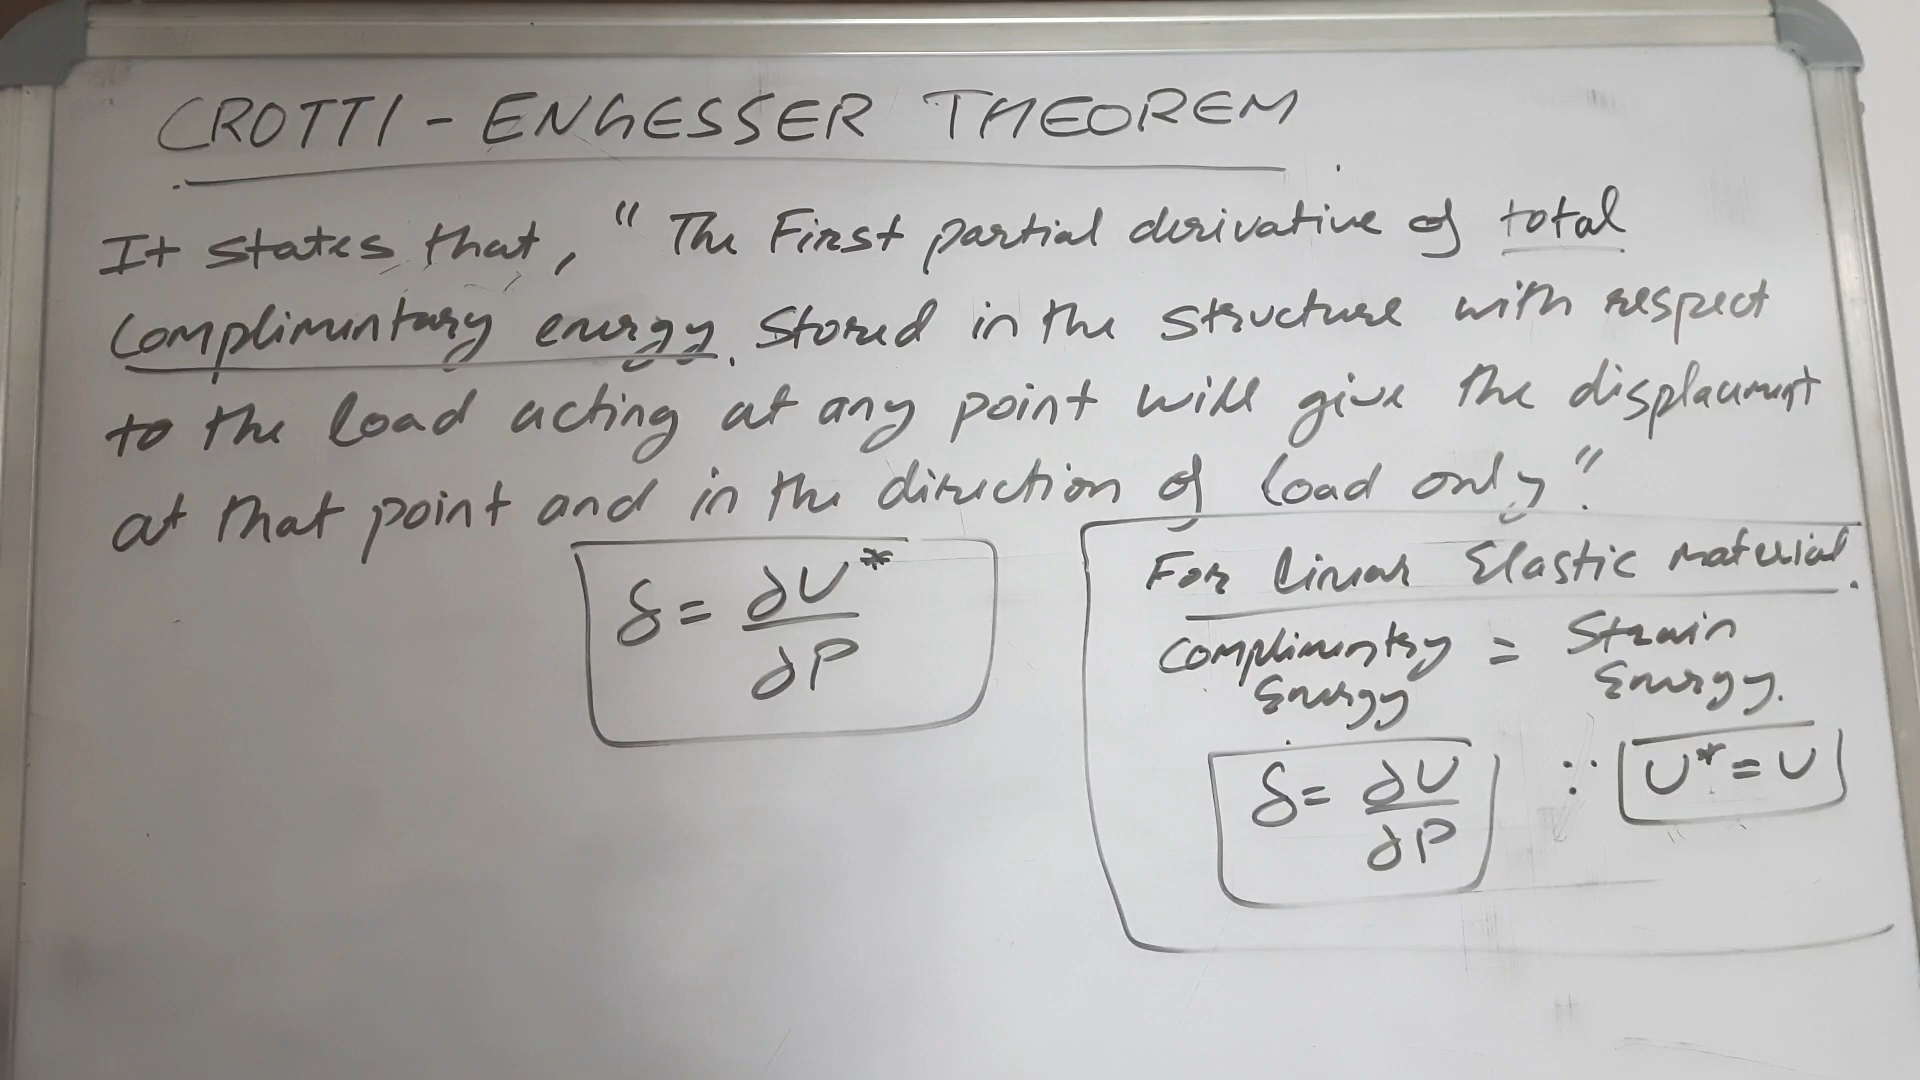 CROTTI - ENGESSER THEOREM
It states that, "The First partial derivative of total
Complimentary energy. Stored in the structure with respect
to the load acting at any point will give the displacement
at that point and in the direction of load only".
δ = ∂U*
∂P
For linear Elastic material.
Complimentry = Strain
Energy Energy.
δ = ∂U ∵ U* = U
∂P